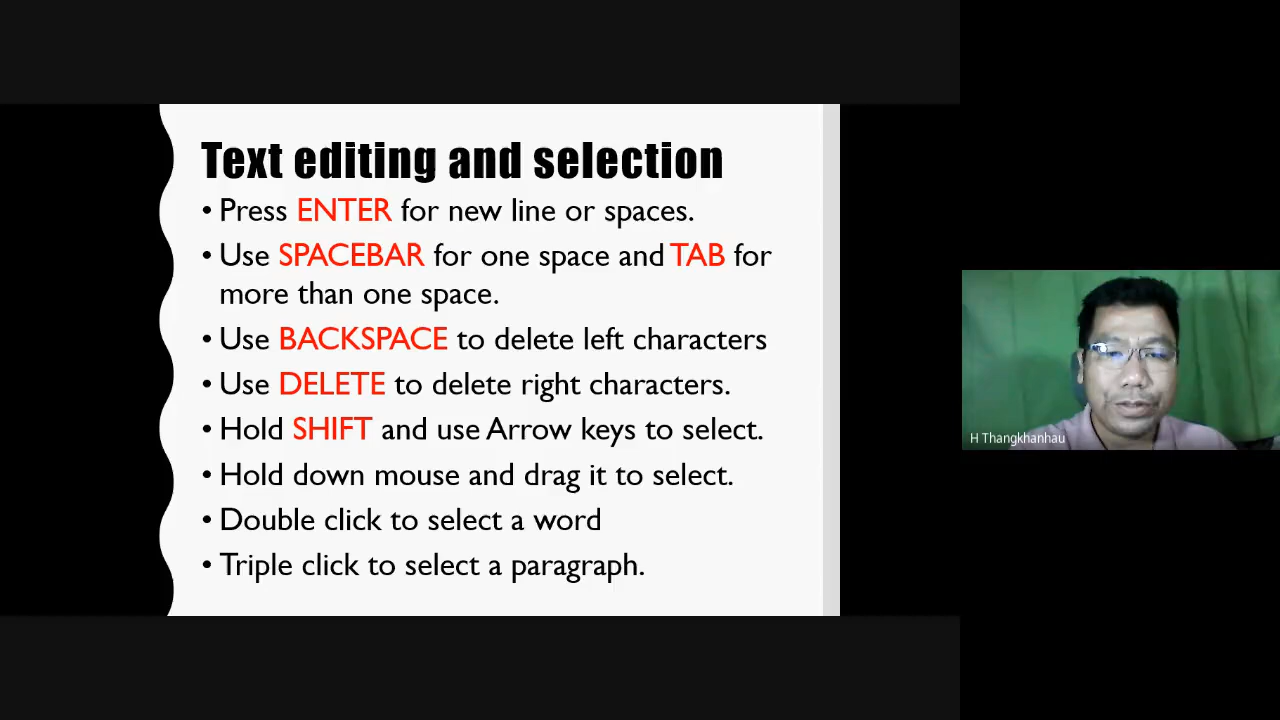 Text editing and selection
• Press ENTER for new line or spaces.
• Use SPACEBAR for one space and TAB for
more than one space.
• Use BACKSPACE to delete left characters
• Use DELETE to delete right characters.
• Hold SHIFT and use Arrow keys to select.
• Hold down mouse and drag it to select.
• Double click to select a word
• Triple click to select a paragraph.
H Thangkhanhau